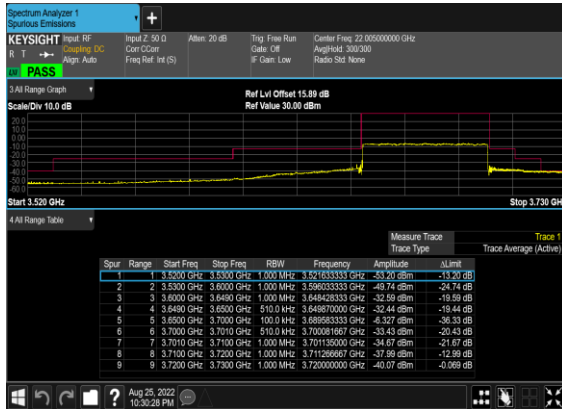 Spectrum Analyzer 1
Spurious Emissions
KEYSIGHT Input: RF Input Z: 50 Ω Atten: 20 dB Trig: Free Run Center Freq: 22.005000000 GHz
R T Coupling: DC Corr CCorr Gate: Off Avg|Hold: 300/300
Align: Auto Freq Ref: Int (S) IF Gain: Low Radio Std: None
PASS
3 All Range Graph
Ref Lvl Offset 15.89 dB
Scale/Div 10.0 dB Ref Value 30.00 dBm
20.0
10.0
0.00
-10.0
-20.0
-30.0
-40.0
-50.0
-60.0
Start 3.520 GHz Stop 3.730 GH
4 All Range Table
Measure Trace Trace 1
Trace Type Trace Average (Active)
Spur Range Start Freq Stop Freq RBW Frequency Amplitude ΔLimit
1 1 3.5200 GHz 3.5300 GHz 1.000 MHz 3.521633333 GHz -53.20 dBm -13.20 dB
2 2 3.5300 GHz 3.6000 GHz 1.000 MHz 3.596033333 GHz -49.74 dBm -24.74 dB
3 3 3.6000 GHz 3.6490 GHz 1.000 MHz 3.648428333 GHz -32.59 dBm -19.59 dB
4 4 3.6490 GHz 3.6500 GHz 510.0 kHz 3.649870000 GHz -32.44 dBm -19.44 dB
5 5 3.6500 GHz 3.7000 GHz 100.0 kHz 3.689583333 GHz -6.327 dBm -36.33 dB
6 6 3.7000 GHz 3.7010 GHz 510.0 kHz 3.700081667 GHz -33.43 dBm -20.43 dB
7 7 3.7010 GHz 3.7100 GHz 1.000 MHz 3.701135000 GHz -34.67 dBm -21.67 dB
8 8 3.7100 GHz 3.7200 GHz 1.000 MHz 3.711266667 GHz -37.99 dBm -12.99 dB
9 9 3.7200 GHz 3.7300 GHz 1.000 MHz 3.720000000 GHz -40.07 dBm -0.069 dB
? Aug 25, 2022
10:30:28 PM